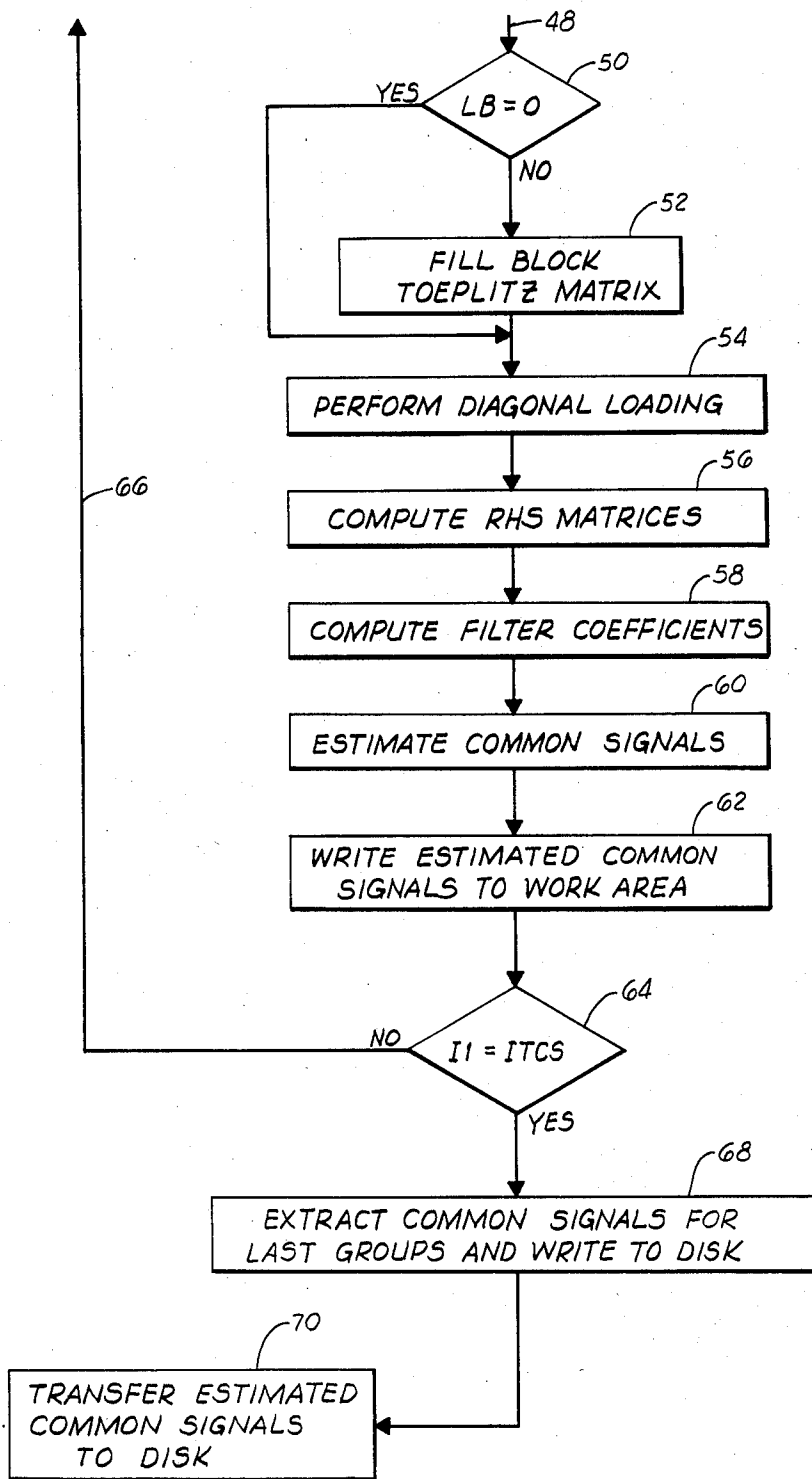 48
50
YES
LB = 0
NO
52
FILL BLOCK
TOEPLITZ MATRIX
54
PERFORM DIAGONAL LOADING
56
66
COMPUTE RHS MATRICES
58
COMPUTE FILTER COEFFICIENTS
60
ESTIMATE COMMON SIGNALS
62
WRITE ESTIMATED COMMON
SIGNALS TO WORK AREA
64
NO
I1 = ITCS
YES
68
EXTRACT COMMON SIGNALS FOR
LAST GROUPS AND WRITE TO DISK
70
TRANSFER ESTIMATED
COMMON SIGNALS
TO DISK